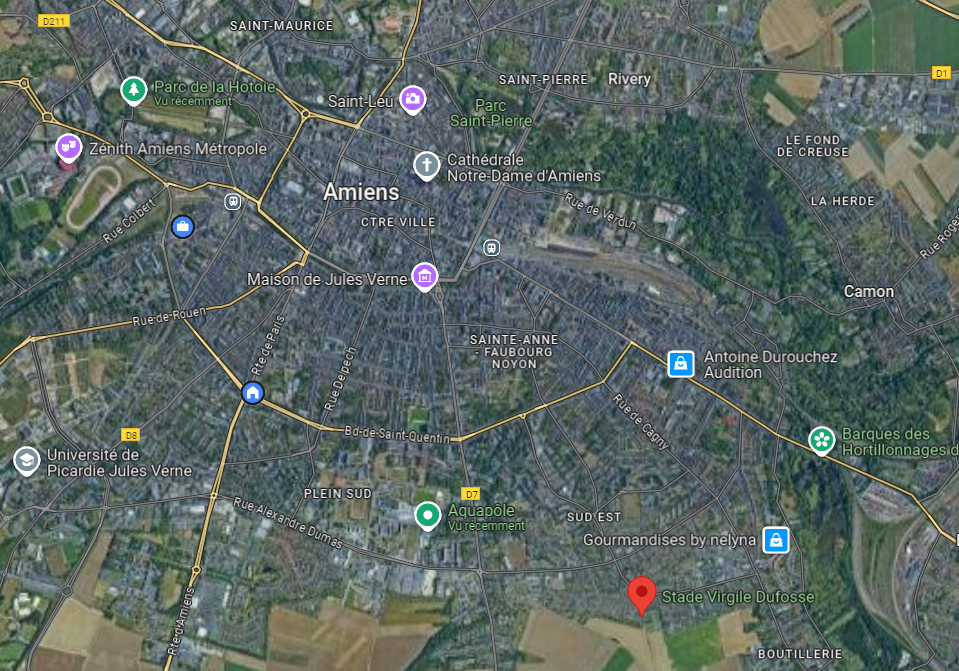 D211
SAINT-MAURICE
SAINT-PIERRE
Rivery
D1
Parc de la Hotoie
Vu récemment
Saint-Leu
Parc
Saint-Pierre
Zénith Amiens Métropole
Cathédrale
Notre-Dame d'Amiens
LE FOND
DE CREUSE
Amiens
LA HERDE
Rue Colbert
CTRE VILLE
Rue de Verdun
Rue Roger
Maison de Jules Verne
Camon
Rue de Rouen
Rte de Paris
Rue Delpech
SAINTE-ANNE
- FAUBOURG
NOYON
Antoine Durouchez
Audition
Rue de Cagny
D8
Bd de Saint-Quentin
Barques des
Hortillonnages d
Université de
Picardie Jules Verne
PLEIN SUD
D7
Rue Alexandre Dumas
Aquapôle
Vu récemment
SUD EST
Gourmandises by nelyna
Stade Virgile Dufosse
Rte d'Amiens
BOUTILLERIE